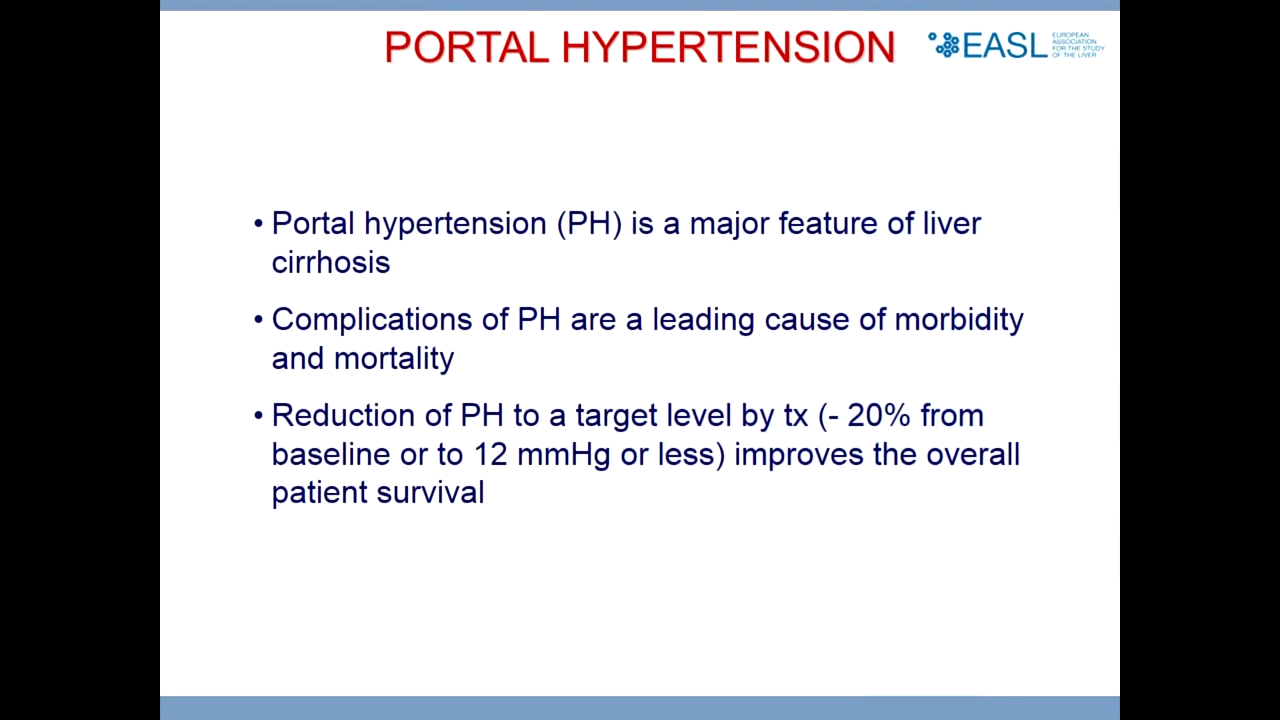 PORTAL HYPERTENSION
EASL
EUROPEAN
ASSOCIATION
FOR THE STUDY
OF THE LIVER
• Portal hypertension (PH) is a major feature of liver
cirrhosis
• Complications of PH are a leading cause of morbidity
and mortality
• Reduction of PH to a target level by tx (- 20% from
baseline or to 12 mmHg or less) improves the overall
patient survival